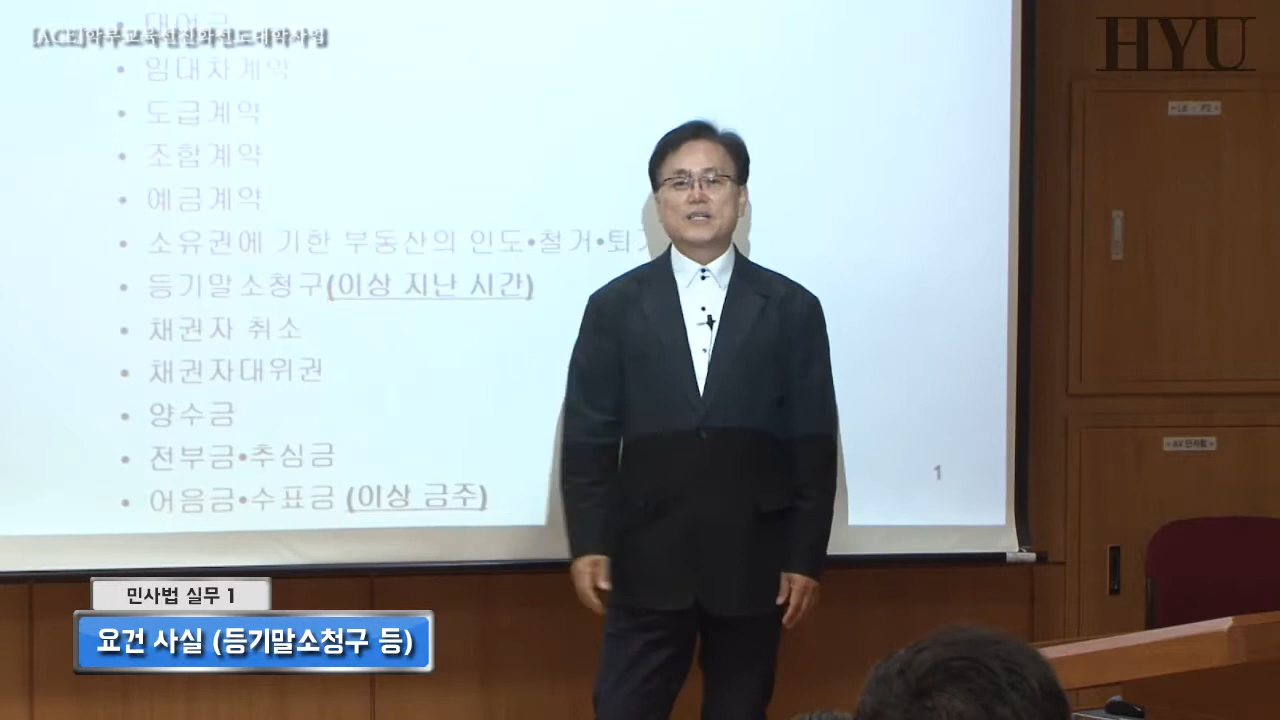 대여금
[ACE]학부교육선진화선도대학사업
HYU
• 임대차계약
• 도급계약
• 조합계약
• 예금계약
• 소유권에 기한 부동산의 인도•철거•퇴거
• 등기말소청구(이상 지난 시간)
• 채권자 취소
• 채권자대위권
• 양수금
• 전부금•추심금
• 어음금•수표금 (이상 금주)
1
민사법 실무 1
요건 사실 (등기말소청구 등)